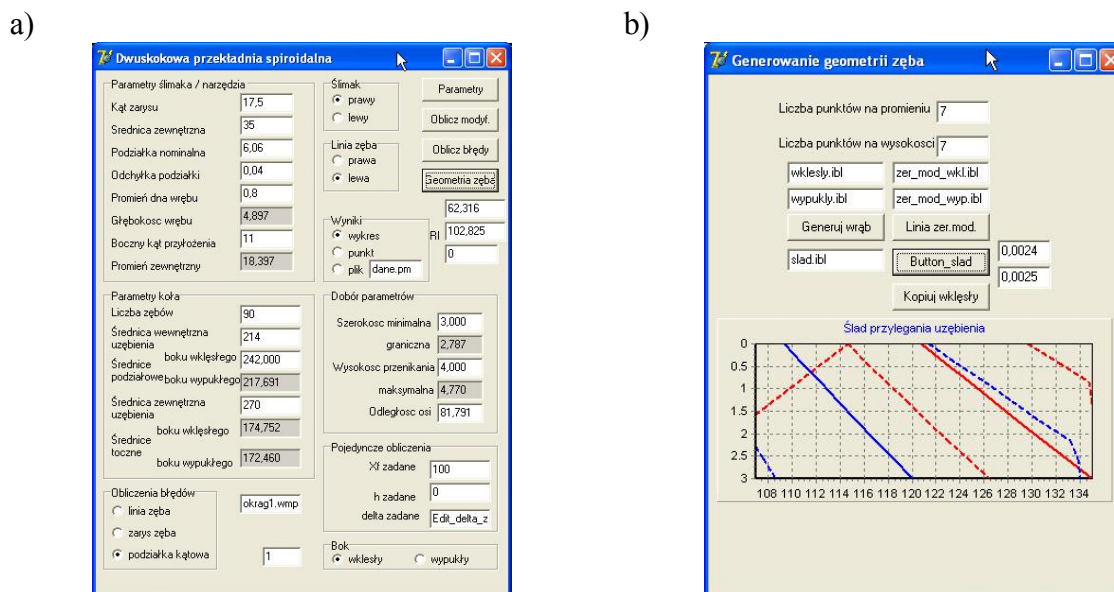 a)
Dwuskokowa przekładnia spiroidalna
Parametry ślimaka / narzędzia
Kąt zarysu 17,5
Srednica zewnętrzna 35
Podziałka nominalna 6,06
Odchyłka podziałki 0,04
Promień dna wrębu 0,8
Głębokosc wrębu 4,897
Boczny kąt przyłożenia 11
Promień zewnętrzny 18,397
Ślimak
prawy
lewy
Linia zęba
prawa
lewa
Wyniki
wykres
punkt
plik dane.pm
Parametry
Oblicz modyf.
Oblicz błędy
Geometria zęba
62,316
Rl 102,825
0
Parametry koła
Liczba zębów 90
Średnica wewnętrzna
uzębienia 214
Średnice
podziałowe
boku wklęsłego 242,000
boku wypukłego 217,691
Średnica zewnętrzna
uzębienia 270
Średnice
toczne
boku wklęsłego 174,752
boku wypukłego 172,460
Dobór parametrów
Szerokosc minimalna 3,000
graniczna 2,787
Wysokosc przenikania 4,000
maksymalna 4,770
Odległosc osi 81,791
Pojedyncze obliczenia
Xf zadane 100
h zadane 0
delta zadane Edit_delta_z
Obliczenia błędów
linia zęba
zarys zęba
podziałka kątowa
okrag1.wmp
1
Bok
wklesły
wypukły
b)
Generowanie geometrii zęba
Liczba punktów na promieniu 7
Liczba punktów na wysokosci 7
wklesly.ibl zer_mod_wkl.ibl
wypukly.ibl zer_mod_wyp.ibl
Generuj wrąb Linia zer.mod.
slad.ibl Button_slad
0,0024
0,0025
Kopiuj wklęsły
Ślad przylegania uzębienia
0
0.5
1
1.5
2
2.5
3
108 110 112 114 116 118 120 122 124 126 128 130 132 134